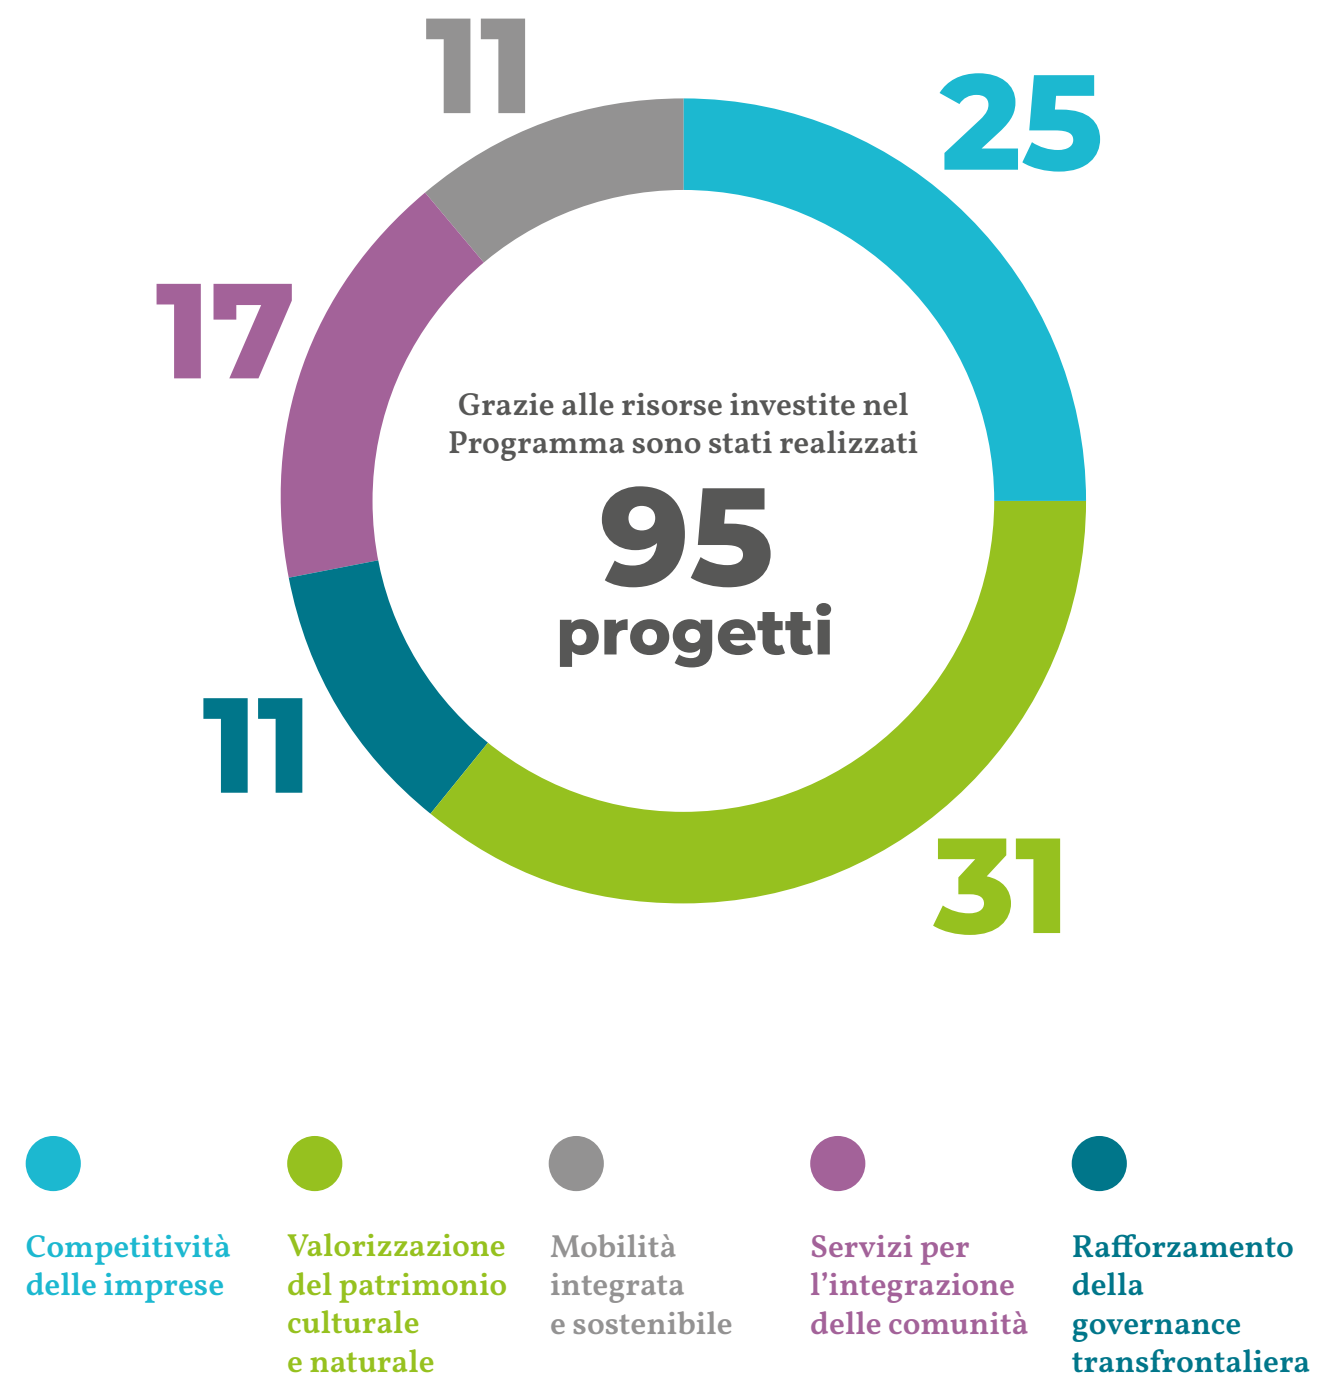 11
25
17
Grazie alle risorse investite nel
Programma sono stati realizzati
95
progetti
11
31
Competitività
delle imprese
Valorizzazione
del patrimonio
culturale
e naturale
Mobilità
integrata
e sostenibile
Servizi per
l’integrazione
delle comunità
Rafforzamento
della
governance
transfrontaliera